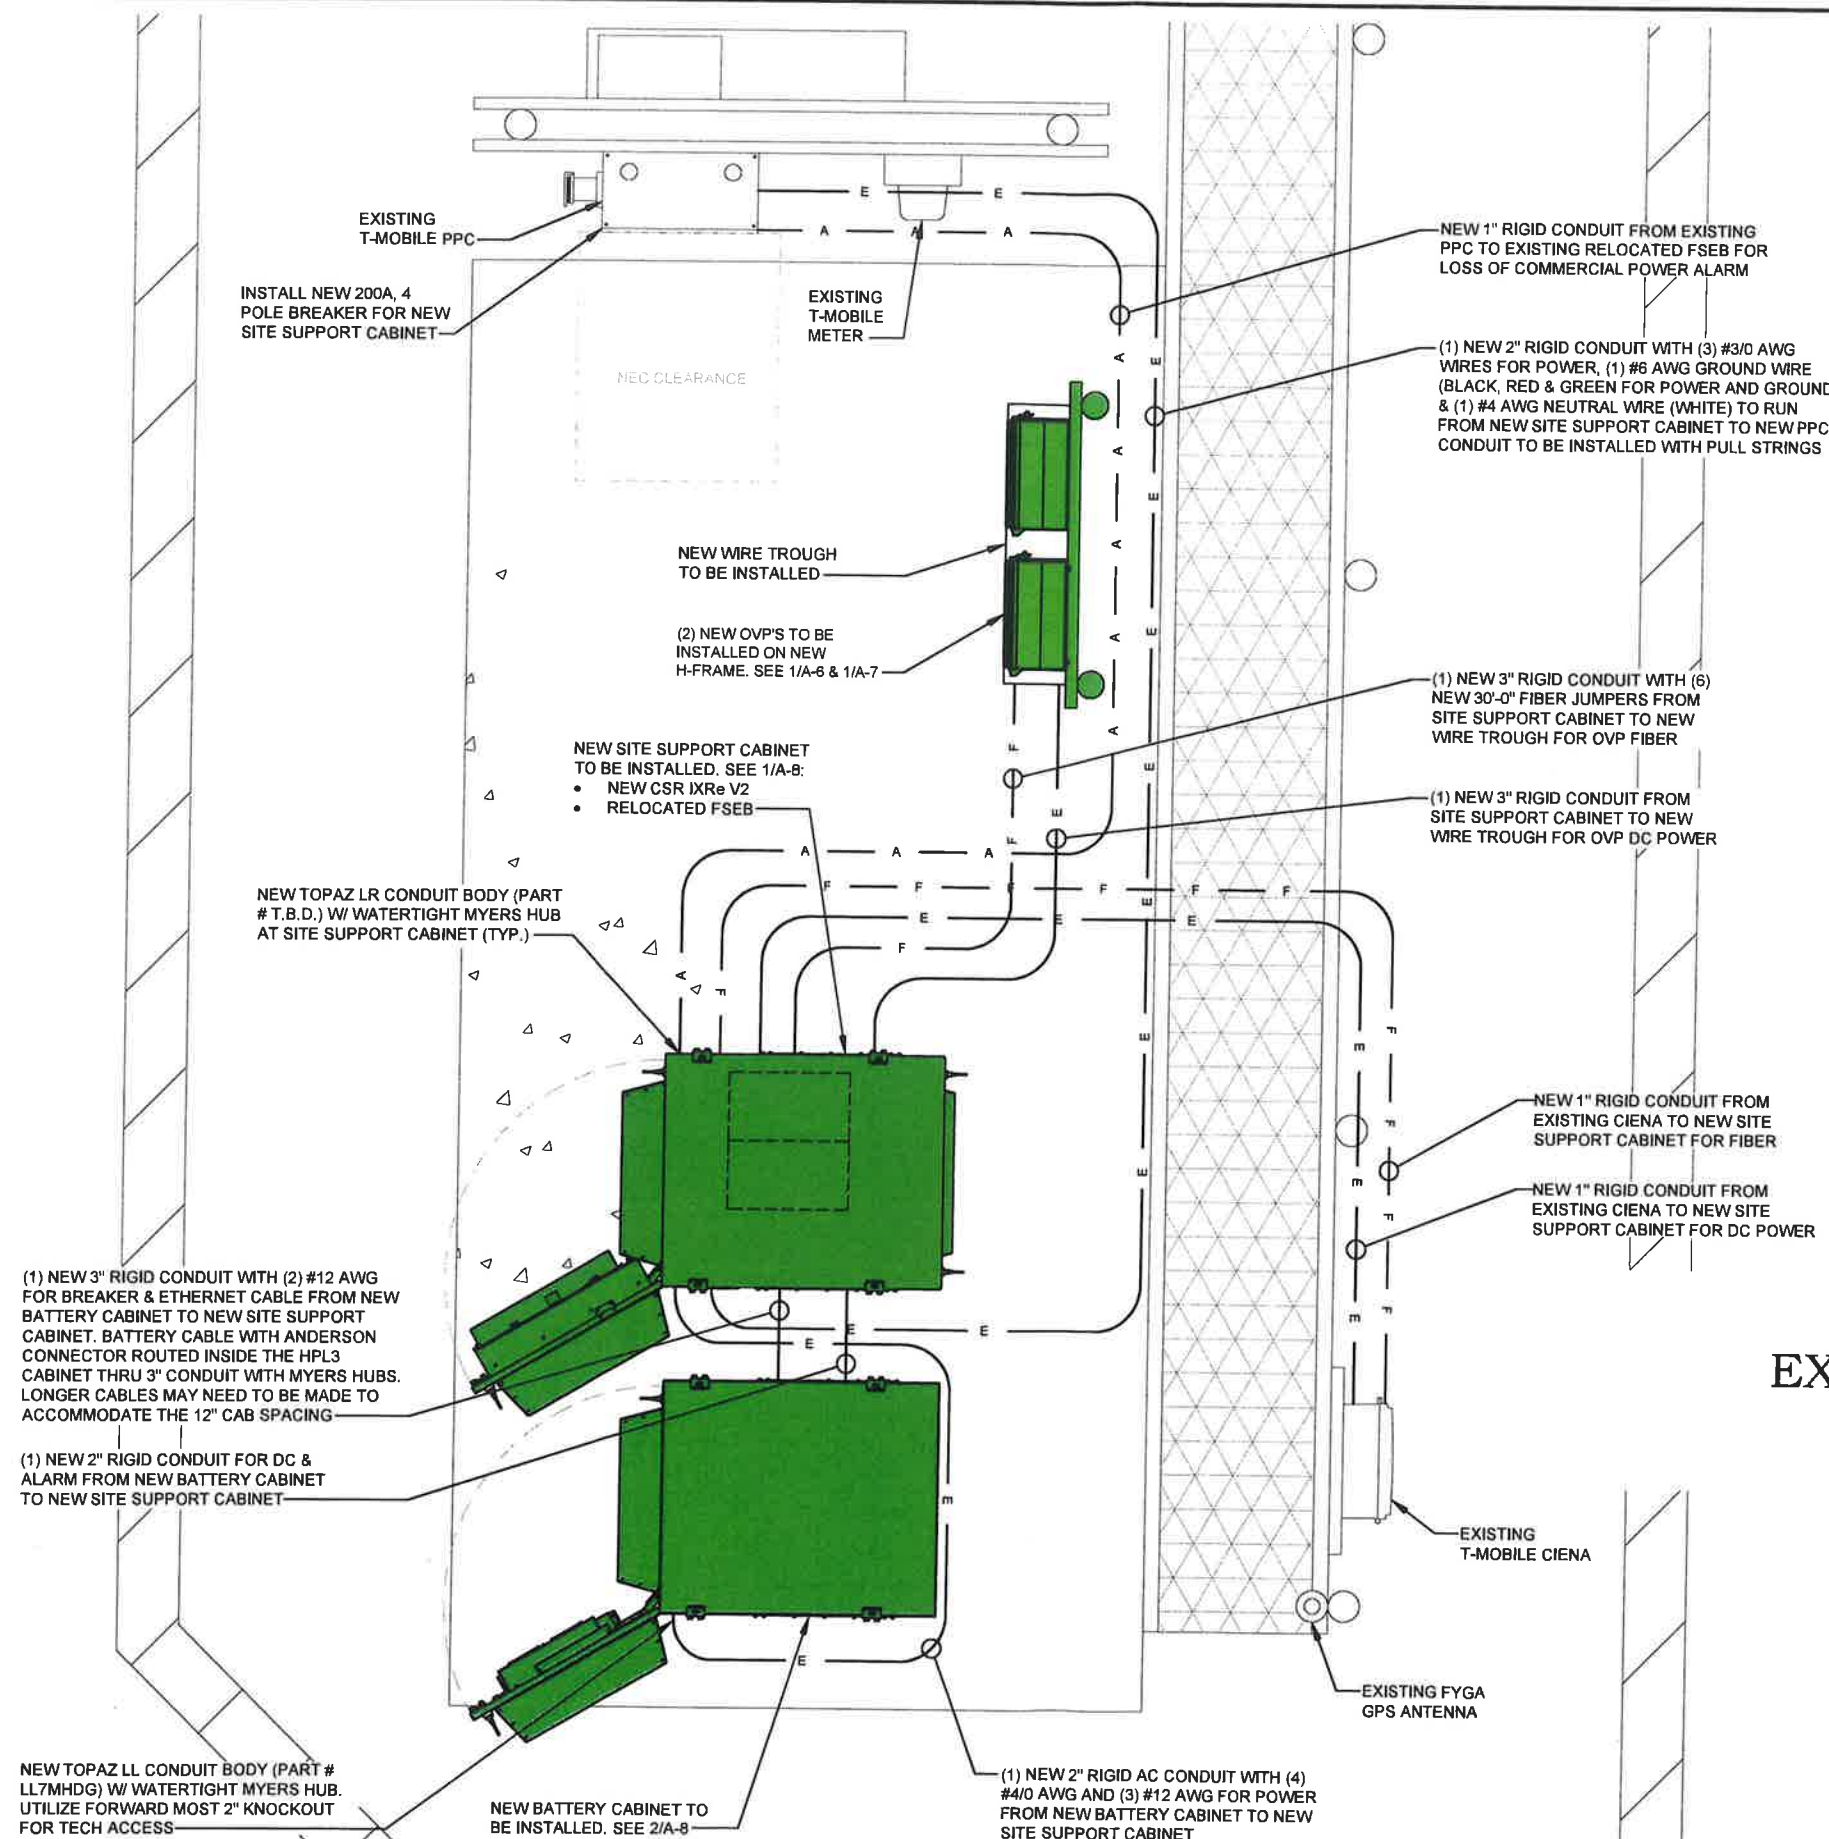 EXISTING
T-MOBILE PPC
INSTALL NEW 200A, 4
POLE BREAKER FOR NEW
SITE SUPPORT CABINET
EXISTING
T-MOBILE
METER
NEC CLEARANCE
NEW 1" RIGID CONDUIT FROM EXISTING
PPC TO EXISTING RELOCATED FSEB FOR
LOSS OF COMMERCIAL POWER ALARM
(1) NEW 2" RIGID CONDUIT WITH (3) #3/0 AWG
WIRES FOR POWER, (1) #6 AWG GROUND WIRE
(BLACK, RED & GREEN FOR POWER AND GROUND
& (1) #4 AWG NEUTRAL WIRE (WHITE) TO RUN
FROM NEW SITE SUPPORT CABINET TO NEW PPC
CONDUIT TO BE INSTALLED WITH PULL STRINGS
NEW WIRE TROUGH
TO BE INSTALLED
(2) NEW OVP'S TO BE
INSTALLED ON NEW
H-FRAME. SEE 1/A-6 & 1/A-7
(1) NEW 3" RIGID CONDUIT WITH (6)
NEW 30'-0" FIBER JUMPERS FROM
SITE SUPPORT CABINET TO NEW
WIRE TROUGH FOR OVP FIBER
NEW SITE SUPPORT CABINET
TO BE INSTALLED. SEE 1/A-8:
• NEW CSR IXRe V2
• RELOCATED FSEB
(1) NEW 3" RIGID CONDUIT FROM
SITE SUPPORT CABINET TO NEW
WIRE TROUGH FOR OVP DC POWER
NEW TOPAZ LR CONDUIT BODY (PART
# T.B.D.) W/ WATERTIGHT MYERS HUB
AT SITE SUPPORT CABINET (TYP.)
NEW 1" RIGID CONDUIT FROM
EXISTING CIENA TO NEW SITE
SUPPORT CABINET FOR FIBER
NEW 1" RIGID CONDUIT FROM
EXISTING CIENA TO NEW SITE
SUPPORT CABINET FOR DC POWER
(1) NEW 3" RIGID CONDUIT WITH (2) #12 AWG
FOR BREAKER & ETHERNET CABLE FROM NEW
BATTERY CABINET TO NEW SITE SUPPORT
CABINET. BATTERY CABLE WITH ANDERSON
CONNECTOR ROUTED INSIDE THE HPL3
CABINET THRU 3" CONDUIT WITH MYERS HUBS.
LONGER CABLES MAY NEED TO BE MADE TO
ACCOMMODATE THE 12" CAB SPACING
EX
(1) NEW 2" RIGID CONDUIT FOR DC &
ALARM FROM NEW BATTERY CABINET
TO NEW SITE SUPPORT CABINET
EXISTING
T-MOBILE CIENA
EXISTING FYGA
GPS ANTENNA
NEW TOPAZ LL CONDUIT BODY (PART #
LL7MHDG) W/ WATERTIGHT MYERS HUB.
UTILIZE FORWARD MOST 2" KNOCKOUT
FOR TECH ACCESS
NEW BATTERY CABINET TO
BE INSTALLED. SEE 2/A-8
(1) NEW 2" RIGID AC CONDUIT WITH (4)
#4/0 AWG AND (3) #12 AWG FOR POWER
FROM NEW BATTERY CABINET TO NEW
SITE SUPPORT CABINET